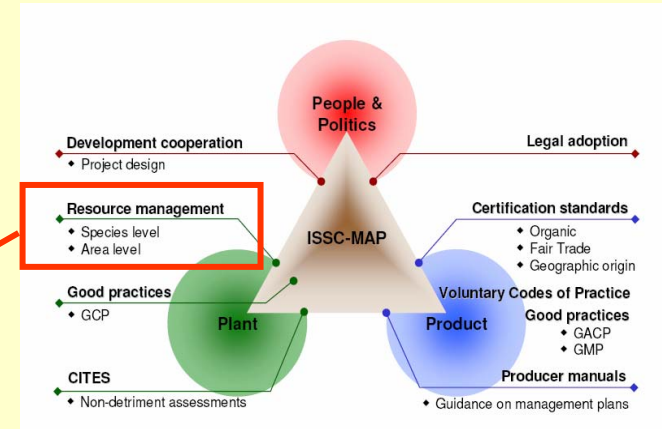 People &
Politics
Development cooperation
◆ Project design
Legal adoption
Resource management
◆ Species level
◆ Area level
Certification standards
◆ Organic
◆ Fair Trade
◆ Geographic origin
ISSC-MAP
Good practices
◆ GCP
Voluntary Codes of Practice
Good practices
◆ GACP
◆ GMP
Plant
Product
CITES
◆ Non-detriment assessments
Producer manuals
◆ Guidance on management plans